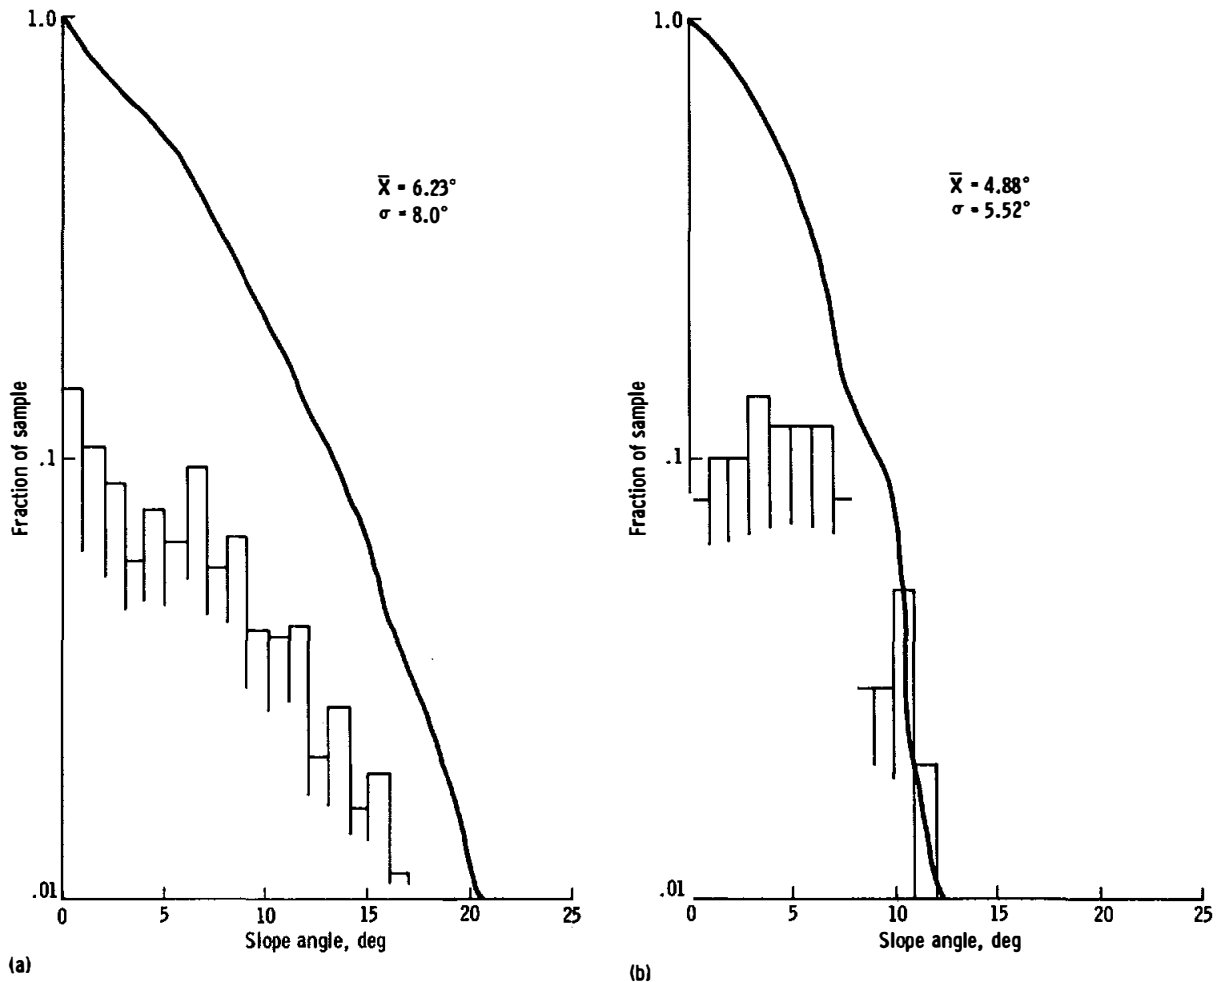 1.0
X̄ = 6.23°
σ = 8.0°
Fraction of sample
.1
.01
0 5 10 15 20 25
Slope angle, deg
(a)
1.0
X̄ = 4.88°
σ = 5.52°
Fraction of sample
.1
.01
0 5 10 15 20 25
Slope angle, deg
(b)